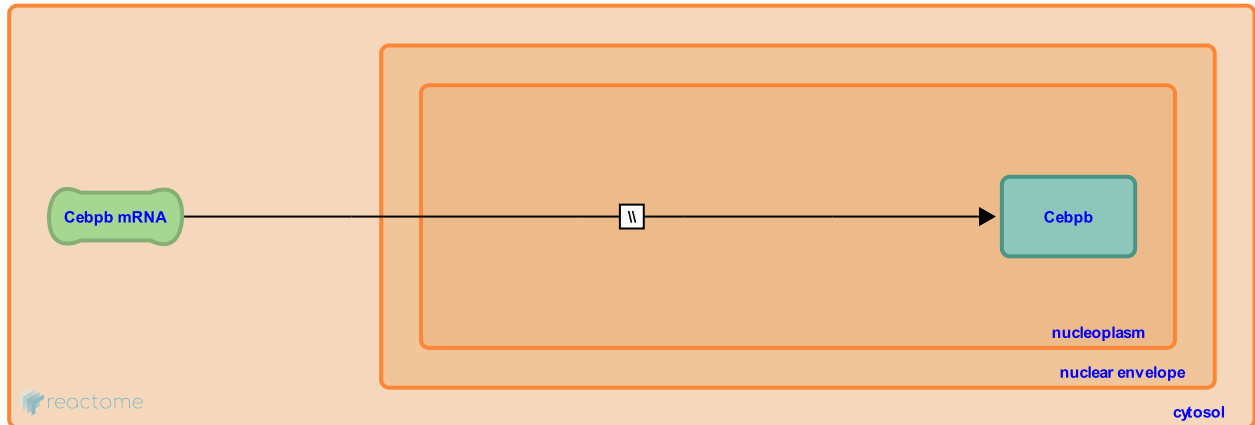 Cebpb mRNA
\\
Cebpb
nucleoplasm
nuclear envelope
reactome
cytosol